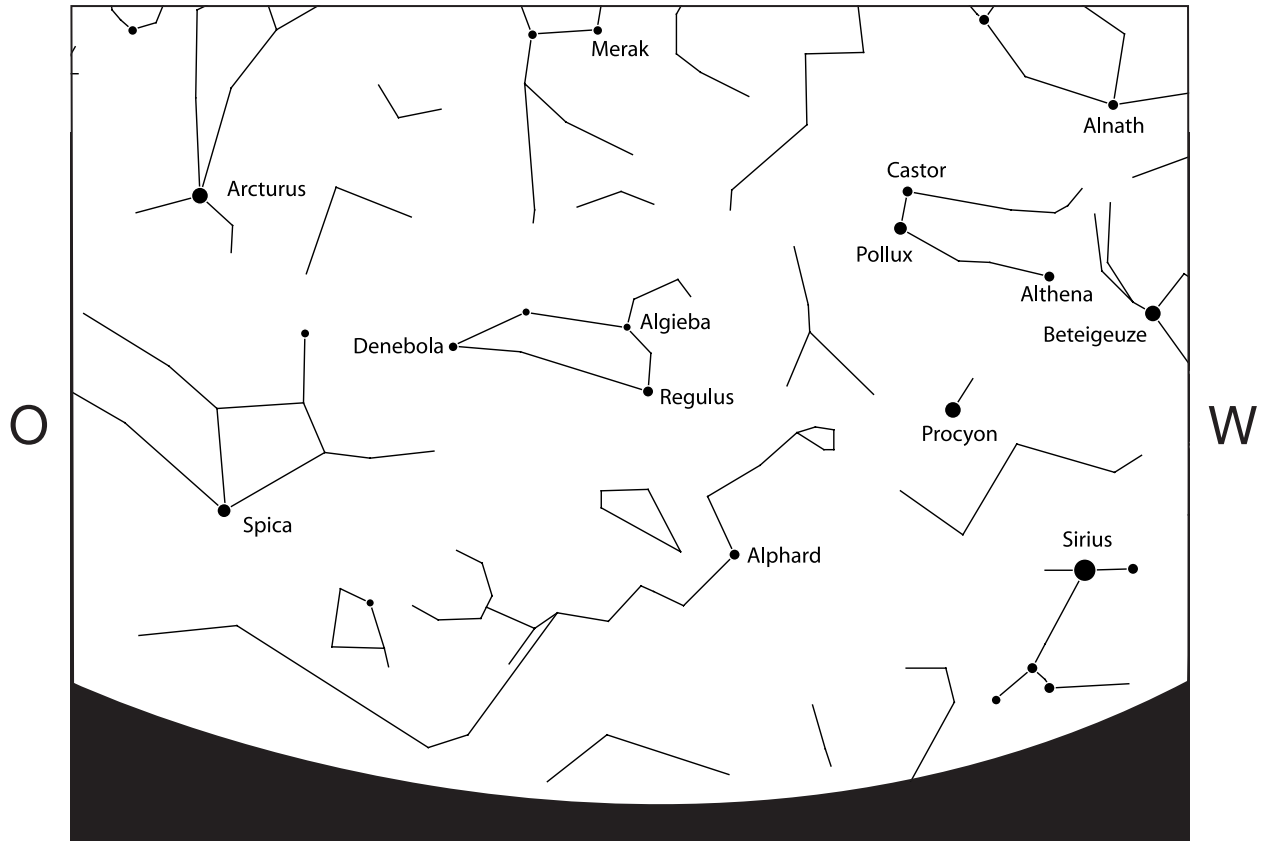 Merak
Alnath
Castor
Arcturus
Pollux
Althena
Algieba
Beteigeuze
Denebola
Regulus
O
W
Procyon
Spica
Sirius
Alphard